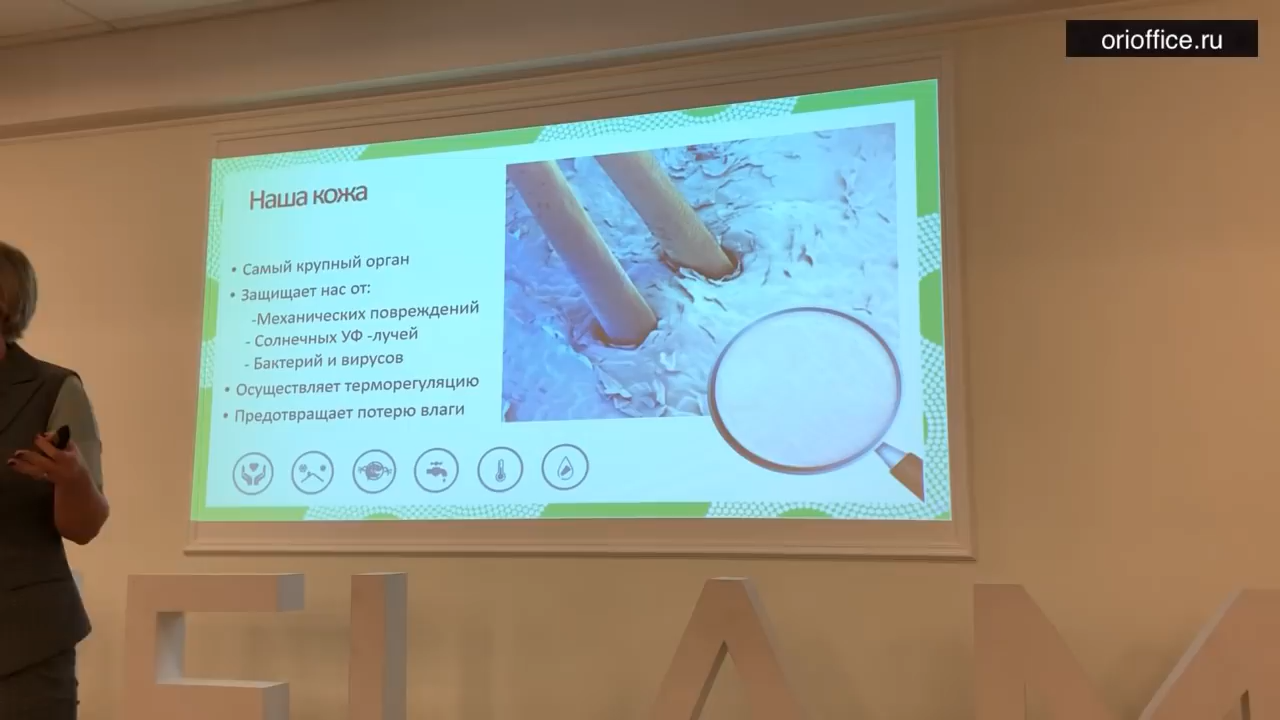 orioffice.ru
Наша кожа
• Самый крупный орган
• Защищает нас от:
-Механических повреждений
- Солнечных УФ -лучей
- Бактерий и вирусов
• Осуществляет терморегуляцию
• Предотвращает потерю влаги